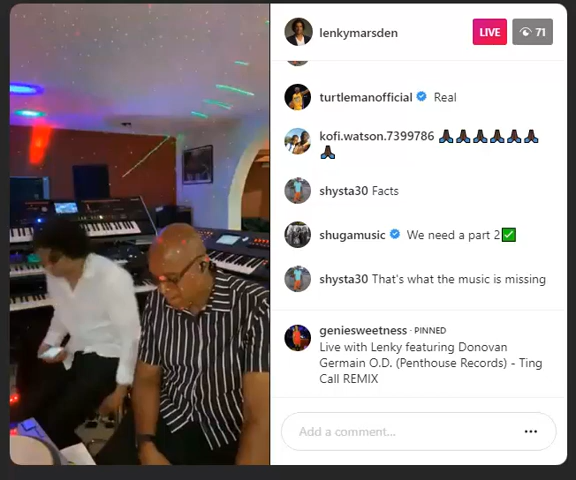 lenkymarsden
LIVE
71
turtlemanofficial Real
kofi.watson.7399786 🙏🏿🙏🏿🙏🏿🙏🏿🙏🏿🙏🏿
🙏🏿
shysta30 Facts
shugamusic We need a part 2✅
shysta30 That's what the music is missing
geniesweetness · PINNED
Live with Lenky featuring Donovan
Germain O.D. (Penthouse Records) - Ting
Call REMIX
Add a comment...